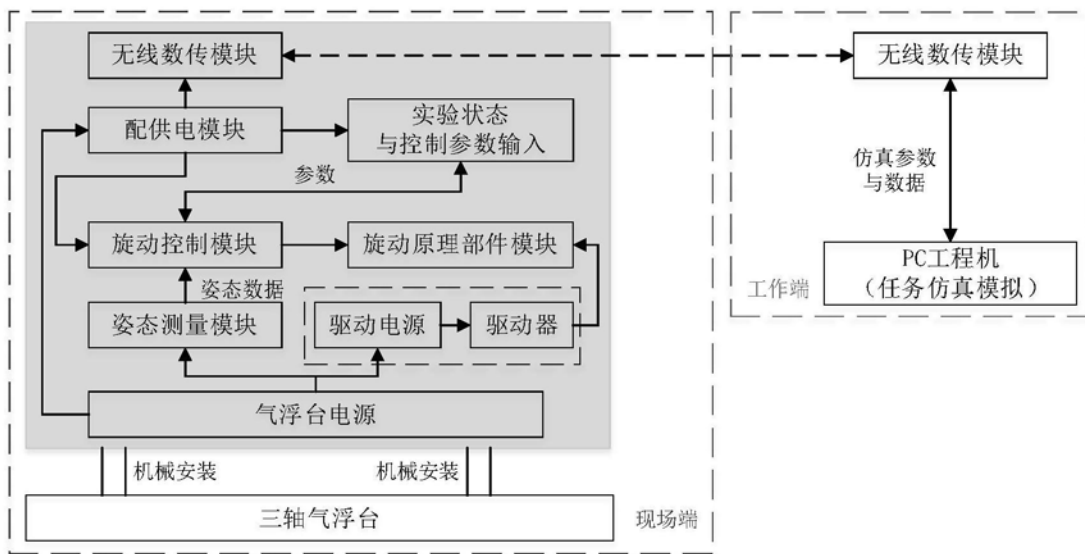 无线数传模块
配供电模块
实验状态
与控制参数输入
参数
旋动控制模块
旋动原理部件模块
姿态数据
姿态测量模块
驱动电源
驱动器
气浮台电源
机械安装
机械安装
三轴气浮台
现场端
无线数传模块
仿真参数
与数据
PC工程机
（任务仿真模拟）
工作端